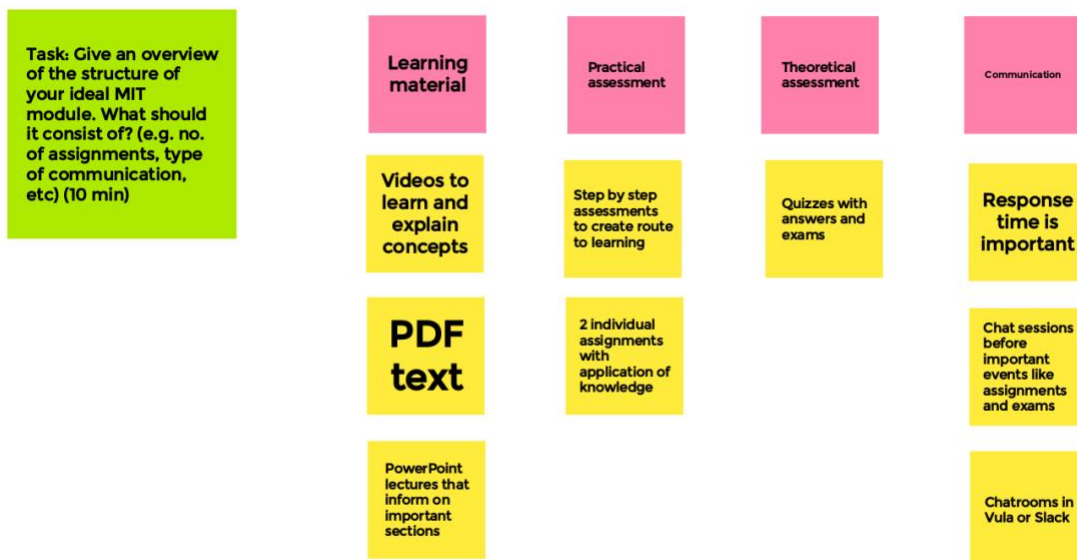 Task: Give an overview
of the structure of
your ideal MIT
module. What should
it consist of? (e.g. no.
of assignments, type
of communication,
etc) (10 min)
Learning
material
Videos to
learn and
explain
concepts
PDF
text
PowerPoint
lectures that
inform on
important
sections
Practical
assessment
Step by step
assessments
to create route
to learning
2 individual
assignments
with
application of
knowledge
Theoretical
assessment
Quizzes with
answers and
exams
Communication
Response
time is
important
Chat sessions
before
important
events like
assignments
and exams
Chatrooms in
Vula or Slack